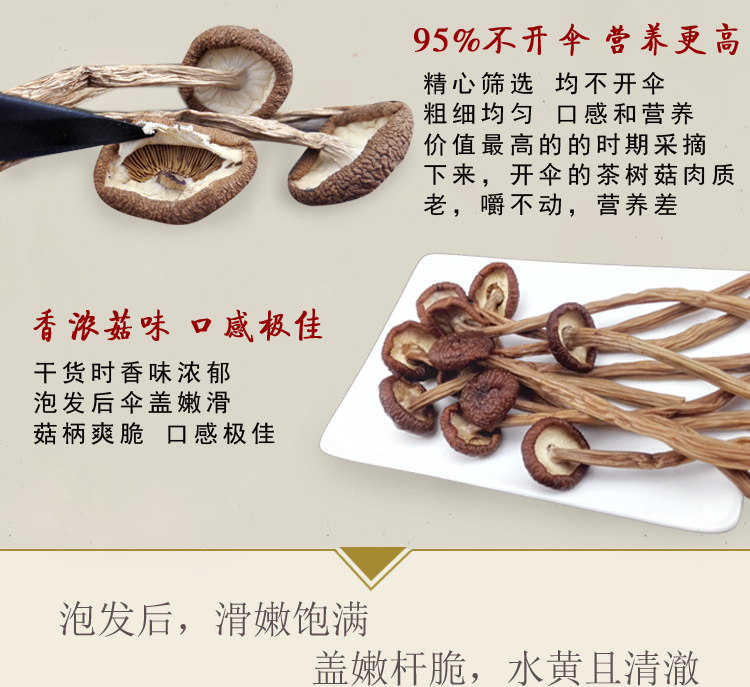 95%不开伞 营养更高
精心筛选 均不开伞
粗细均匀 口感和营养
价值最高的的时期采摘
下来，开伞的茶树菇肉质
老，嚼不动，营养差
香浓菇味 口感极佳
干货时香味浓郁
泡发后伞盖嫩滑
菇柄爽脆 口感极佳
泡发后，滑嫩饱满
盖嫩杆脆，水黄且清澈